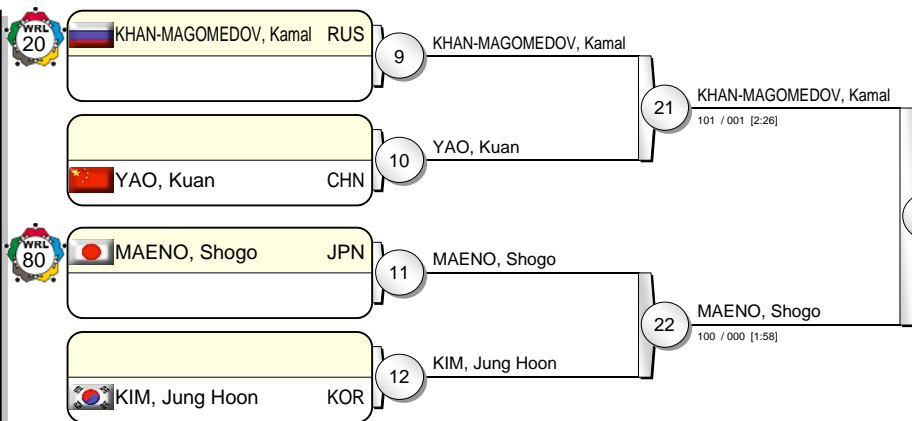 WRL
20
KHAN-MAGOMEDOV, Kamal RUS
9
KHAN-MAGOMEDOV, Kamal
21
KHAN-MAGOMEDOV, Kamal
101 / 001 [2:26]
YAO, Kuan CHN
10
YAO, Kuan
WRL
80
MAENO, Shogo JPN
11
MAENO, Shogo
22
MAENO, Shogo
100 / 000 [1:58]
KIM, Jung Hoon KOR
12
KIM, Jung Hoon